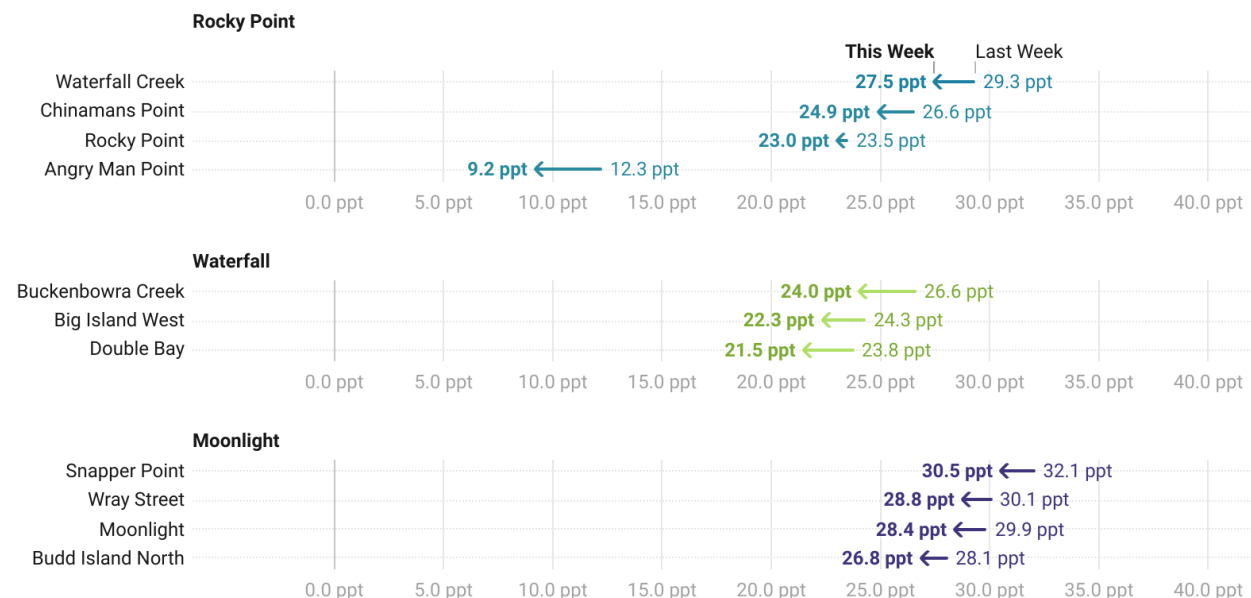 Rocky Point
This Week Last Week
Waterfall Creek 27.5 ppt 29.3 ppt
Chinamans Point 24.9 ppt 26.6 ppt
Rocky Point 23.0 ppt 23.5 ppt
Angry Man Point 9.2 ppt 12.3 ppt
0.0 ppt 5.0 ppt 10.0 ppt 15.0 ppt 20.0 ppt 25.0 ppt 30.0 ppt 35.0 ppt 40.0 ppt
Waterfall
Buckenbowra Creek 24.0 ppt 26.6 ppt
Big Island West 22.3 ppt 24.3 ppt
Double Bay 21.5 ppt 23.8 ppt
0.0 ppt 5.0 ppt 10.0 ppt 15.0 ppt 20.0 ppt 25.0 ppt 30.0 ppt 35.0 ppt 40.0 ppt
Moonlight
Snapper Point 30.5 ppt 32.1 ppt
Wray Street 28.8 ppt 30.1 ppt
Moonlight 28.4 ppt 29.9 ppt
Budd Island North 26.8 ppt 28.1 ppt
0.0 ppt 5.0 ppt 10.0 ppt 15.0 ppt 20.0 ppt 25.0 ppt 30.0 ppt 35.0 ppt 40.0 ppt